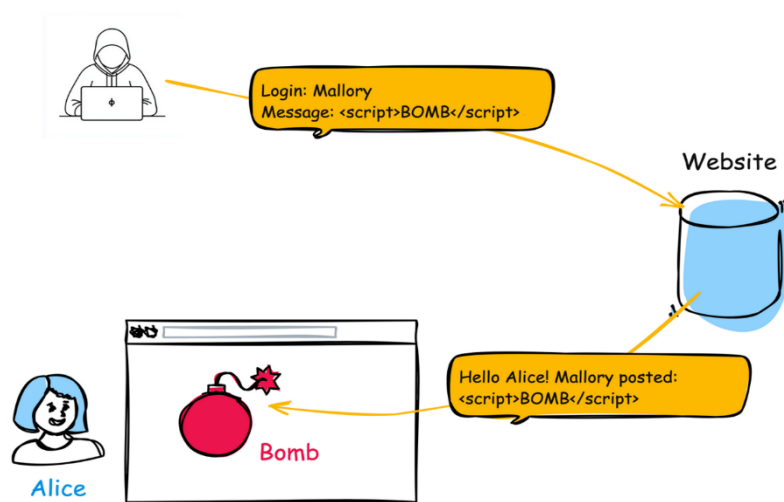 Login: Mallory
Message: <script>BOMB</script>
Website
Hello Alice! Mallory posted:
<script>BOMB</script>
Bomb
Alice